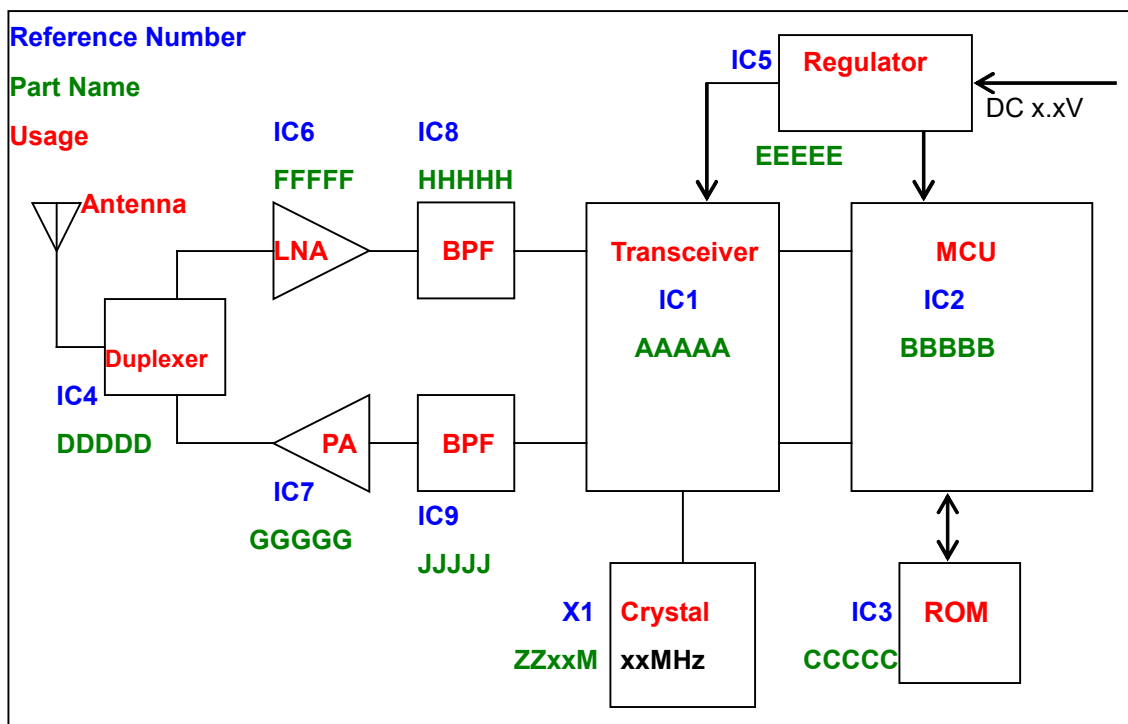 Reference Number
Part Name
Usage
IC5
Regulator
DC x.xV
EEEEE
IC6
FFFFF
IC8
HHHHH
Antenna
LNA
BPF
Transceiver
IC1
AAAAA
MCU
IC2
BBBBB
Duplexer
IC4
DDDDD
PA
IC7
GGGGG
BPF
IC9
JJJJJ
X1
ZZxxM
Crystal
xxMHz
IC3
CCCCC
ROM